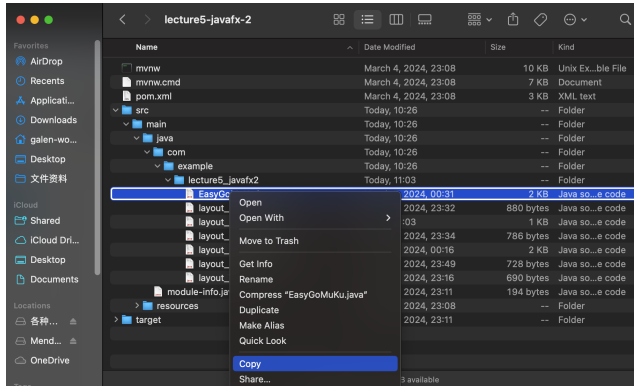 lecture5-javafx-2
Favorites
AirDrop
Recents
Applicati...
Downloads
galen-wo...
Desktop
文件资料
iCloud
Shared
iCloud Dri...
Desktop
Documents
Locations
各种...
Mend...
OneDrive
Name Date Modified Size Kind
mvnw March 4, 2024, 23:08 10 KB Unix Ex...ble File
mvnw.cmd March 4, 2024, 23:08 7 KB Document
pom.xml March 4, 2024, 23:08 3 KB XML text
src Today, 10:26 -- Folder
main Today, 10:26 -- Folder
java Today, 10:26 -- Folder
com Today, 10:26 -- Folder
example Today, 10:26 -- Folder
lecture5_javafx2 Today, 11:03 -- Folder
EasyGo 2024, 00:31 2 KB Java so...e code
layout_ 2024, 23:32 880 bytes Java so...e code
layout_ :03 1 KB Java so...e code
layout_ 2024, 23:34 786 bytes Java so...e code
layout_ 2024, 00:16 2 KB Java so...e code
layout_ 2024, 23:49 728 bytes Java so...e code
layout_ 2024, 23:16 690 bytes Java so...e code
module-info.ja 2024, 23:11 194 bytes Java so...e code
resources 2024, 23:08 -- Folder
target 2024, 23:11 -- Folder
Open
Open With
Move to Trash
Get Info
Rename
Compress “EasyGoMuKu.java”
Duplicate
Make Alias
Quick Look
Copy
Share...
available